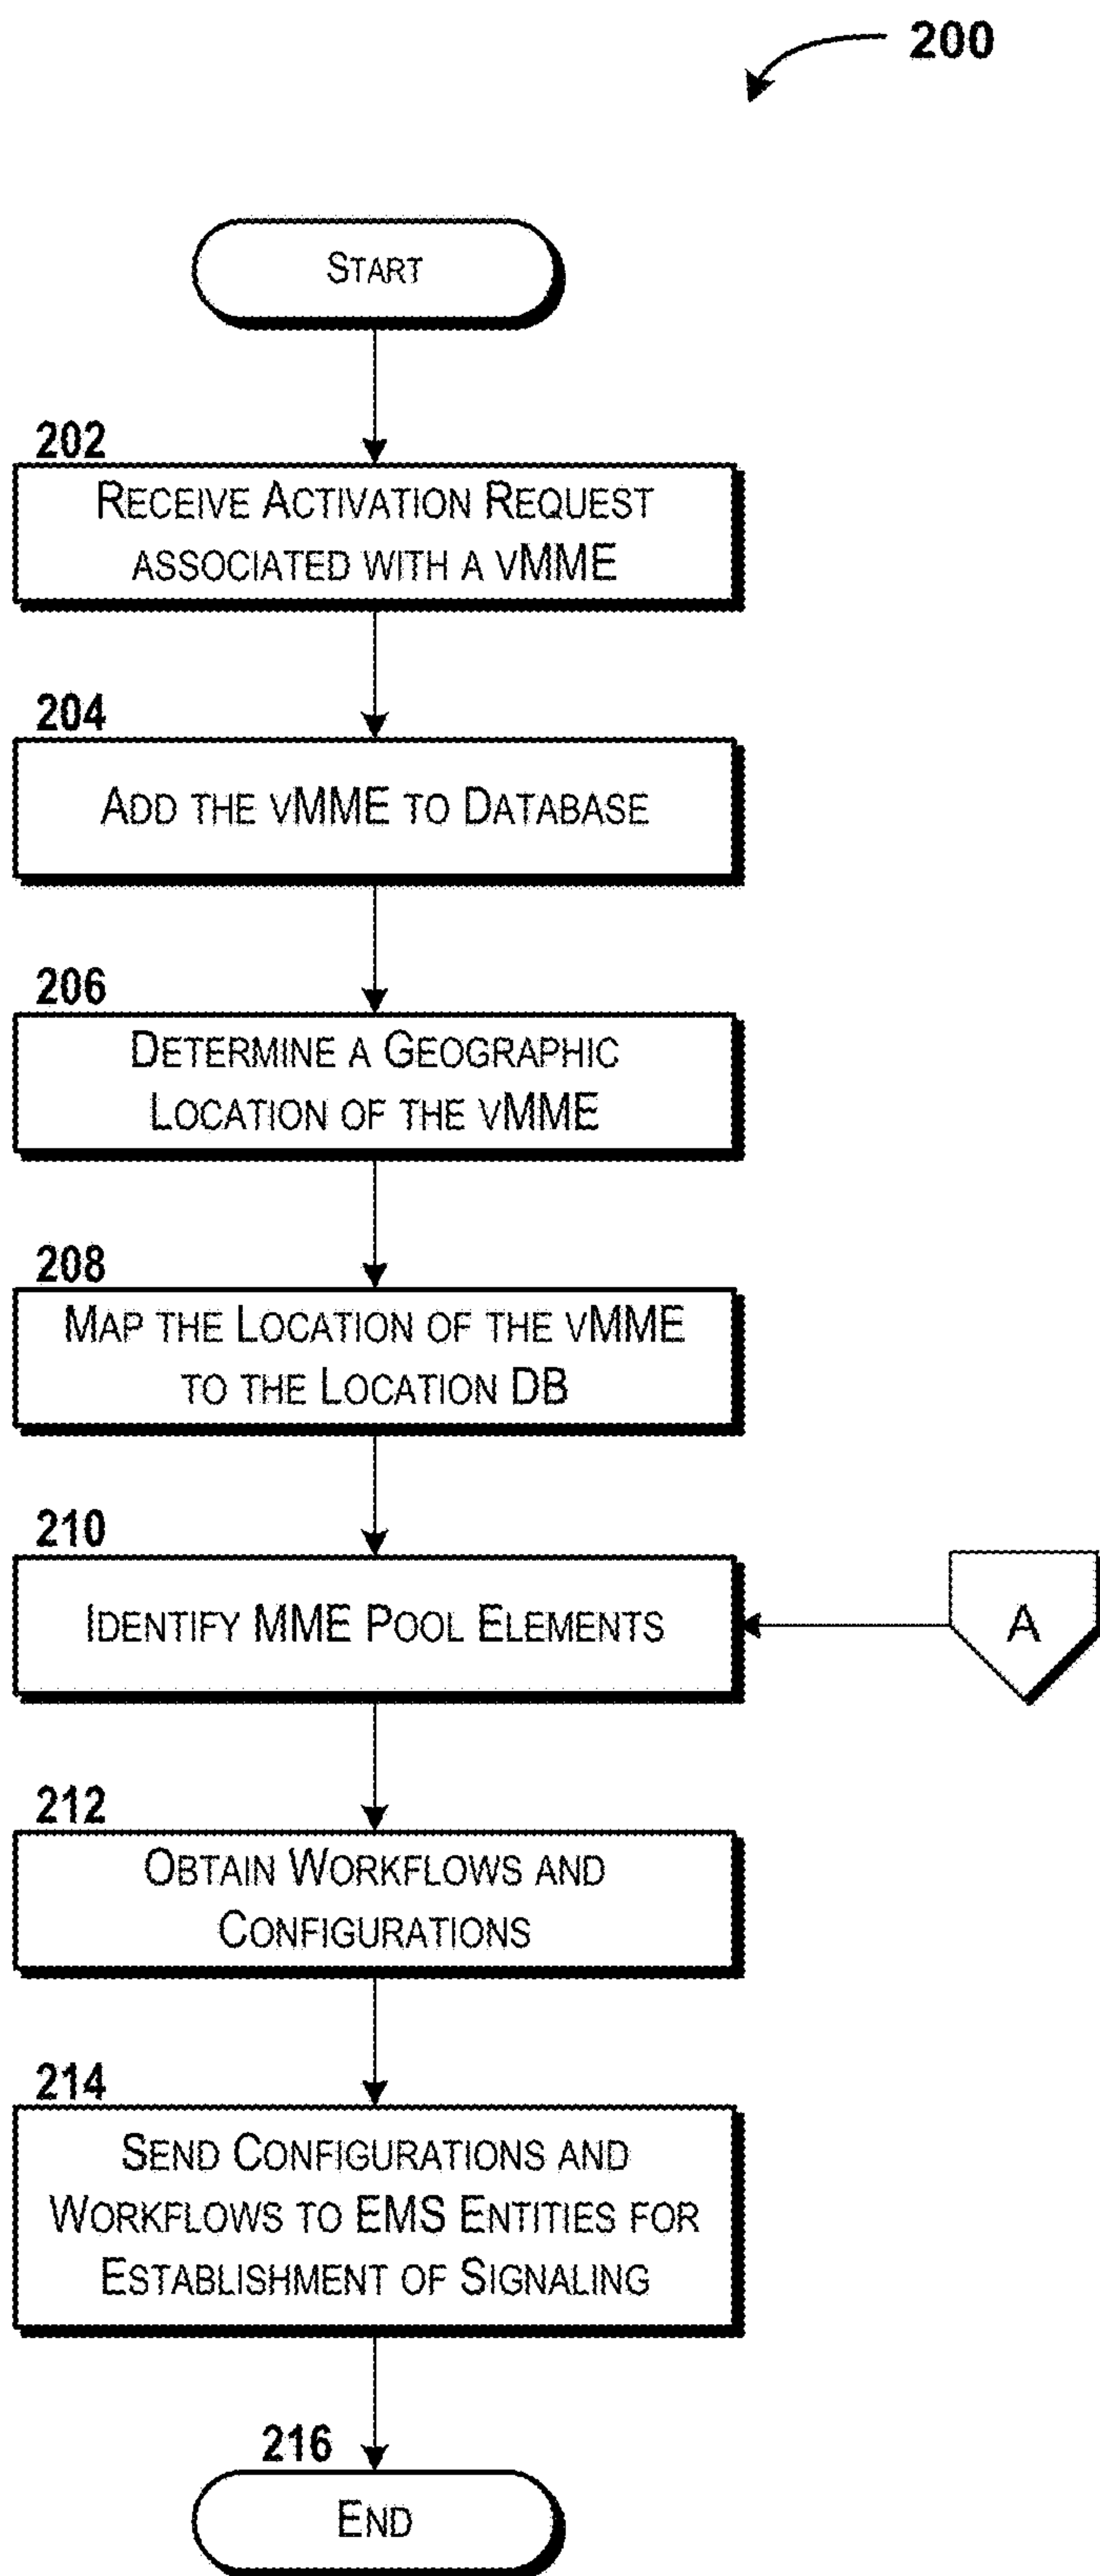 200
START
202
RECEIVE ACTIVATION REQUEST
ASSOCIATED WITH A VMME
204
ADD THE VMME TO DATABASE
206
DETERMINE A GEOGRAPHIC
LOCATION OF THE VMME
208
MAP THE LOCATION OF THE VMME
TO THE LOCATION DB
210
IDENTIFY MME POOL ELEMENTS
A
212
OBTAIN WORKFLOWS AND
CONFIGURATIONS
214
SEND CONFIGURATIONS AND
WORKFLOWS TO EMS ENTITIES FOR
ESTABLISHMENT OF SIGNALING
216
END